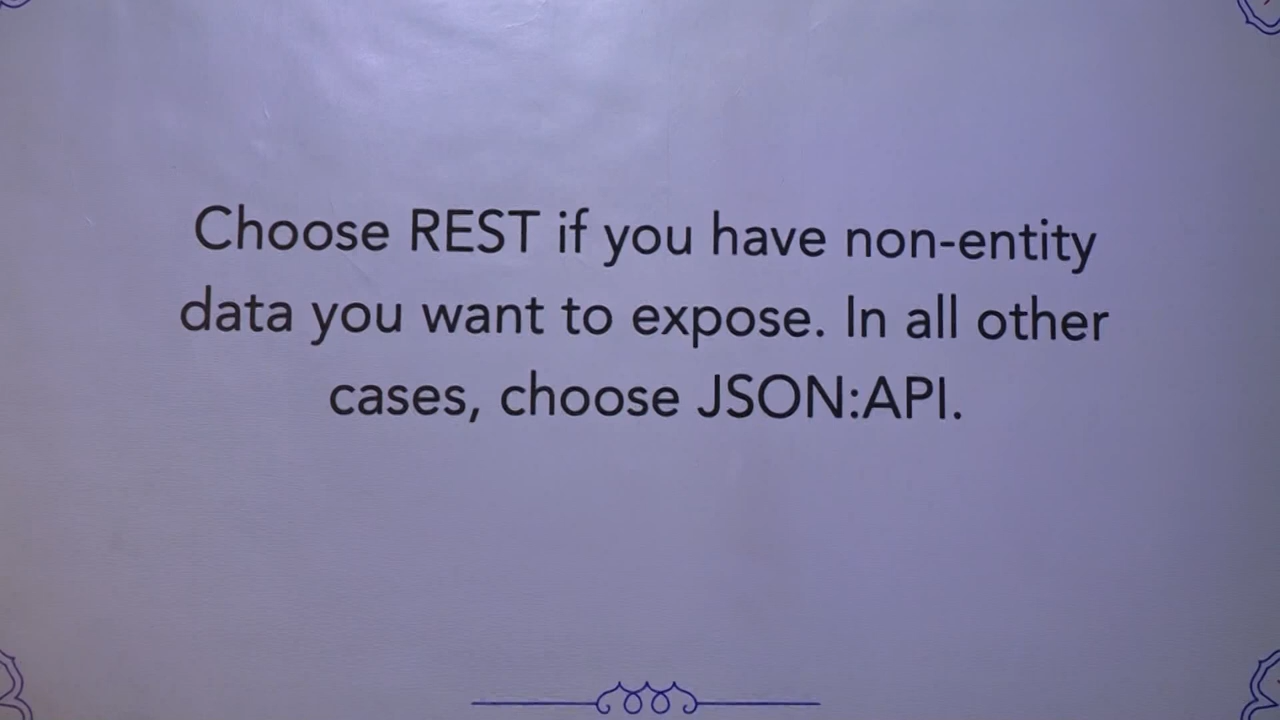 Choose REST if you have non-entity
data you want to expose. In all other
cases, choose JSON:API.